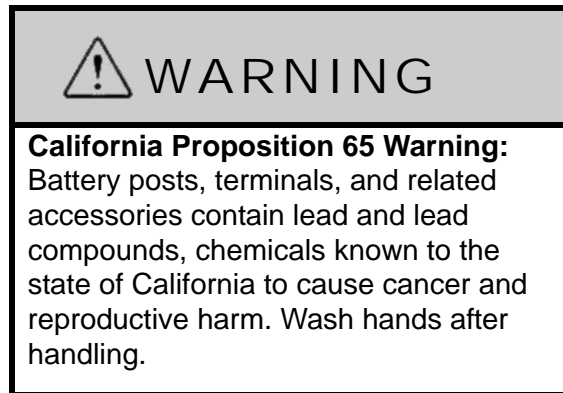 WARNING
California Proposition 65 Warning:
Battery posts, terminals, and related
accessories contain lead and lead
compounds, chemicals known to the
state of California to cause cancer and
reproductive harm. Wash hands after
handling.